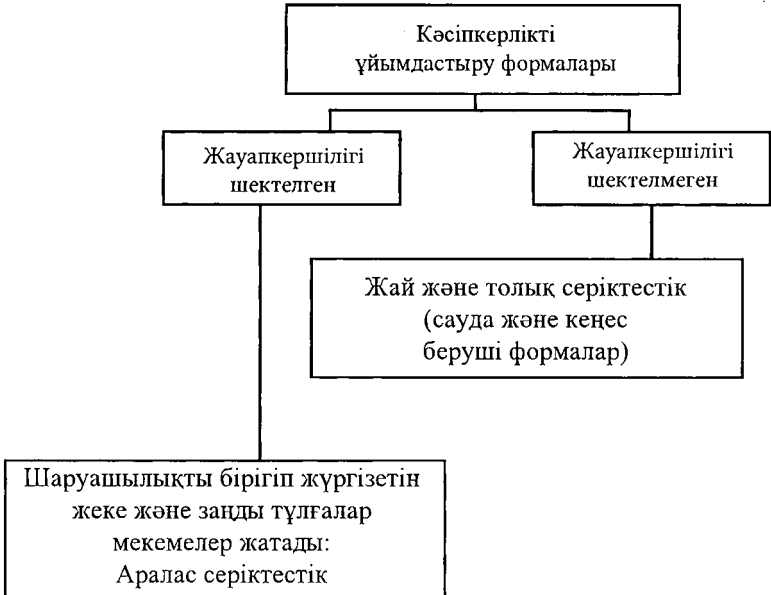 Кәсіпкерлікті
ұйымдастыру формалары
Жауапкершілігі
шектелген
Жауапкершілігі
шектелмеген
Жай және толық серіктестік
(сауда және кеңес
беруші формалар)
Шаруашылықты бірігіп жүргізетін
жеке және заңды тұлғалар
мекемелер жатады:
Аралас серіктестік